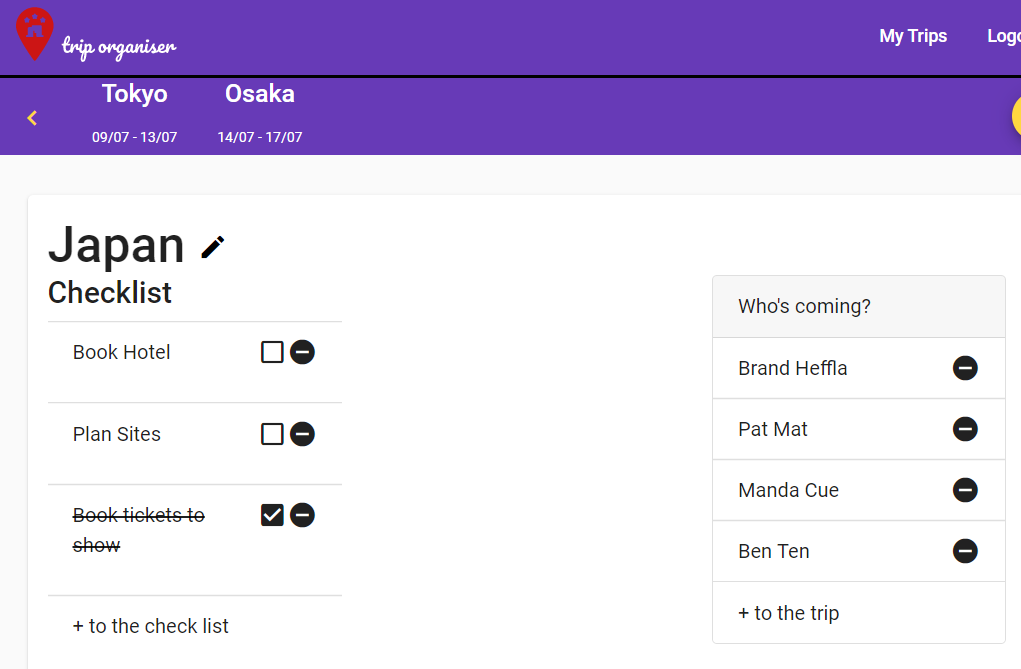 trip organiser
My Trips
Tokyo
Osaka
09/07 - 13/07
14/07 - 17/07
Japan
Checklist
Book Hotel
Plan Sites
Book tickets to
show
+ to the check list
Who's coming?
Brand Heffla
Pat Mat
Manda Cue
Ben Ten
+ to the trip